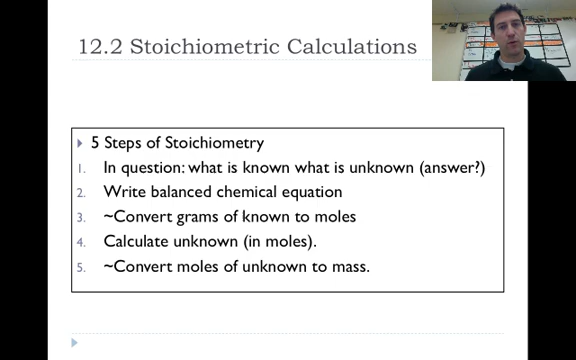 12.2 Stoichiometric Calculations
5 Steps of Stoichiometry
1. In question: what is known what is unknown (answer?)
2. Write balanced chemical equation
3. ~Convert grams of known to moles
4. Calculate unknown (in moles).
5. ~Convert moles of unknown to mass.